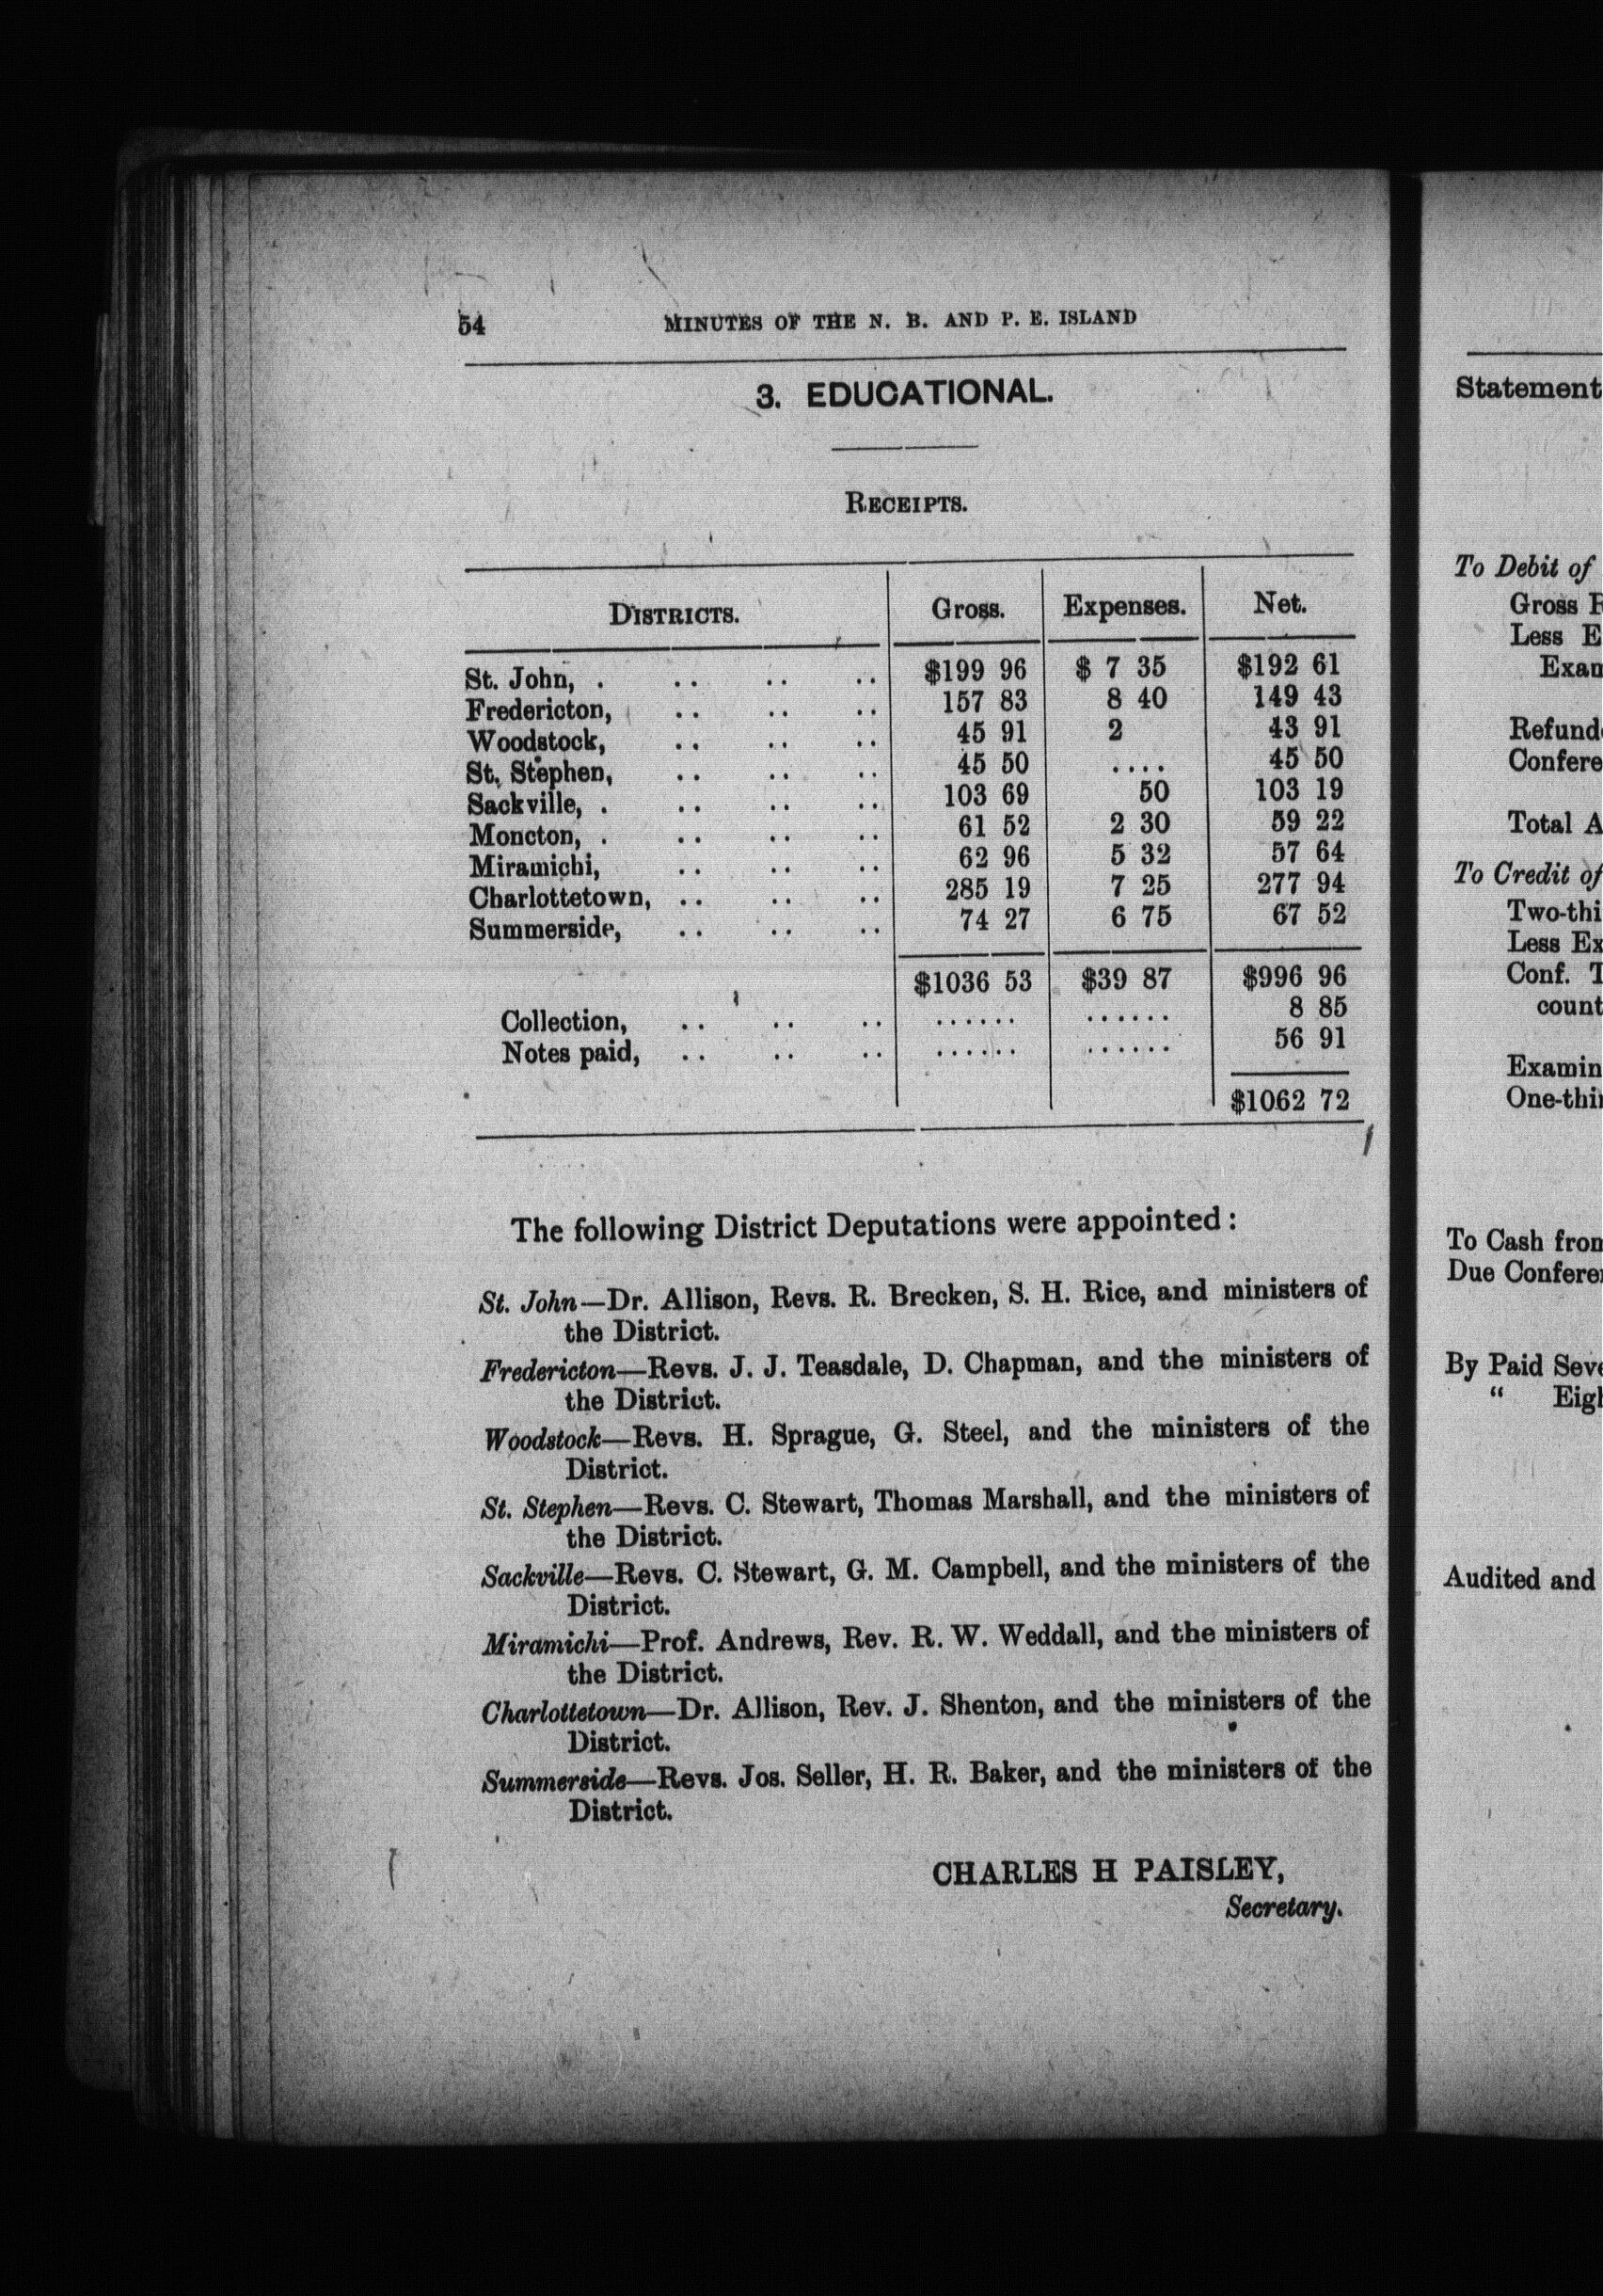 54 MINUTES OF THE N. B. AND P. E. ISLAND
3. EDUCATIONAL.
RECEIPTS.
DISTRICTS. Gross. Expenses. Net.
St. John, . .. .. .. $199 96 $ 7 35 $192 61
Fredericton, .. .. .. 157 83 8 40 149 43
Woodstock, .. .. .. 45 91 2 43 91
St. Stephen, .. .. .. 45 50 .... 45 50
Sackville, . .. .. .. 103 69 50 103 19
Moncton, . .. .. .. 61 52 2 30 59 22
Miramichi, .. .. .. 62 96 5 32 57 64
Charlottetown, .. .. .. 285 19 7 25 277 94
Summerside, .. .. .. 74 27 6 75 67 52
$1036 53 $39 87 $996 96
Collection, .. .. .. ...... ...... 8 85
Notes paid, .. .. .. ...... ...... 56 91
$1062 72
The following District Deputations were appointed :
St. John—Dr. Allison, Revs. R. Brecken, S. H. Rice, and ministers of
the District.
Fredericton—Revs. J. J. Teasdale, D. Chapman, and the ministers of
the District.
Woodstock—Revs. H. Sprague, G. Steel, and the ministers of the
District.
St. Stephen—Revs. C. Stewart, Thomas Marshall, and the ministers of
the District.
Sackville—Revs. C. Stewart, G. M. Campbell, and the ministers of the
District.
Miramichi—Prof. Andrews, Rev. R. W. Weddall, and the ministers of
the District.
Charlottetown—Dr. Allison, Rev. J. Shenton, and the ministers of the
District.
Summerside—Revs. Jos. Seller, H. R. Baker, and the ministers of the
District.
CHARLES H PAISLEY,
Secretary.
Statement
To Debit of
Gross
Less
Total
To Credit of
Less
Conf.
To Cash
Due
By Paid
“
Audited and